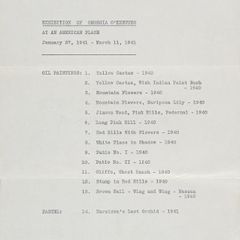 EXHIBITION OF GEORGIA O'KEEFFE
AT AN AMERICAN PLACE
January 27, 1941 - March 11, 1941
OIL PAINTINGS: 1. Yellow Cactus - 1940
2. Yellow Cactus, With Indian Paint Brush - 1940
3. Mountain Flowers - 1940
4. Mountain Flowers, Mariposa Lily - 1940
5. Jimson Weed, Pink Hills, Pedernal - 1940
6. Long Pink Hill - 1940
7. Red Hills With Flowers - 1940
8. White Place in Shadow - 1940
9. Patio No. I - 1940
10. Patio No. II - 1940
11. Cliffs, Ghost Ranch - 1940
12. Stump in Red Hills - 1940
13. Brown Sail - Wing and Wing - Nassau - 1940
PASTEL: 14. Last Orchid - 1941